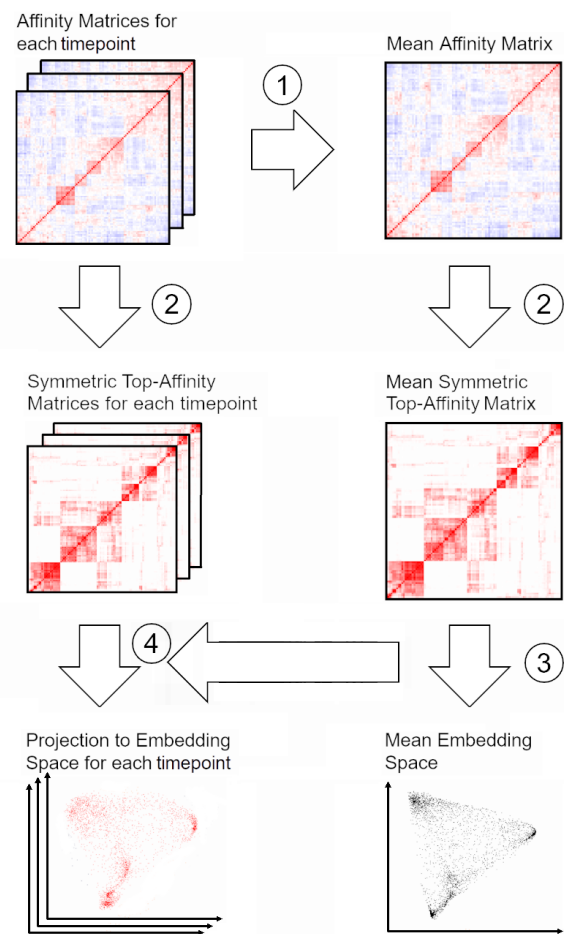 Affinity Matrices for
each timepoint
1
Mean Affinity Matrix
2
2
Symmetric Top-Affinity
Matrices for each timepoint
Mean Symmetric
Top-Affinity Matrix
4
3
Projection to Embedding
Space for each timepoint
Mean Embedding
Space